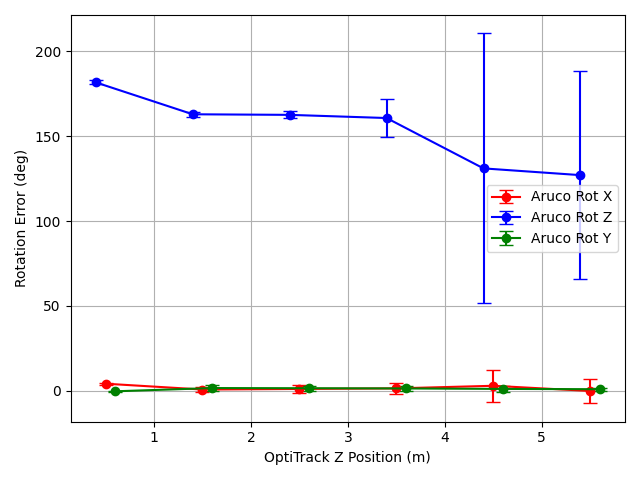 200
150
100
50
0
Rotation Error (deg)
Aruco Rot X
Aruco Rot Z
Aruco Rot Y
1 2 3 4 5
OptiTrack Z Position (m)